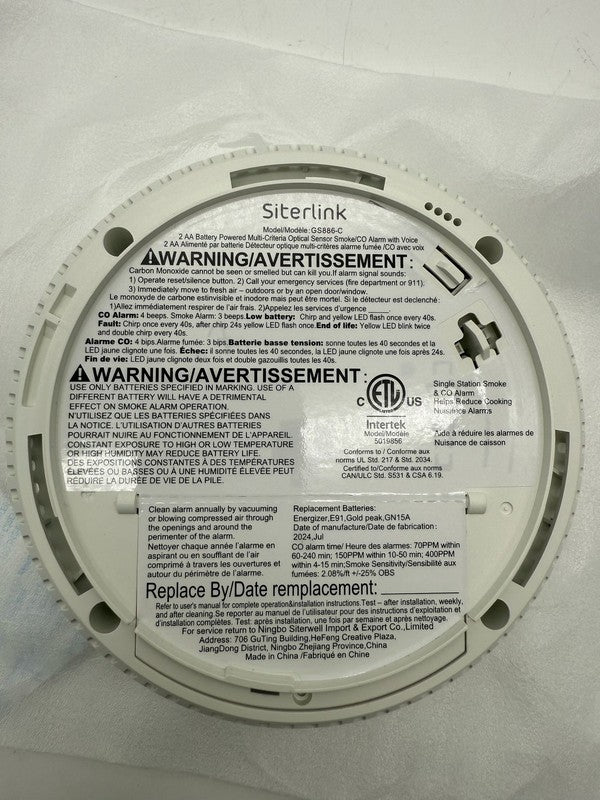 Siterlink
Model/Modèle: GS886-C
2 AA Battery Powered Multi-Criteria Optical Sensor Smoke/CO Alarm with Voice
2 AA Alimenté par batterie Détecteur optique multi-critères alarme fumée /CO avec voix
WARNING/AVERTISSEMENT :
Carbon Monoxide cannot be seen or smelled but can kill you.If alarm signal sounds:
1) Operate reset/silence button. 2) Call your emergency services (fire department or 911).
3) Immediately move to fresh air – outdoors or by an open door/window.
Le monoxyde de carbone estinvisible et inodore mais peut être mortel. Si le détecteur est declenché:
1)Allez immédiatement respirer de l'air frais. 2)Appelez les services d'urgence _____.
CO Alarm: 4 beeps. Smoke Alarm: 3 beeps.Low battery: Chirp and yellow LED flash once every 40s.
Fault: Chirp once every 40s, after chirp 24s yellow LED flash once.End of life: Yellow LED blink twice
and double chirp every 40s.
Alarme CO: 4 bips.Alarme fumée: 3 bips.Batterie basse tension: sonne toutes les 40 secondes et la
LED jaune clignote une fois. Échec: il sonne toutes les 40 secondes, la LED jaune clignote une fois après 24s.
Fin de vie: LED jaune clignote deux fois et double gazouillis toutes les 40s.
WARNING/AVERTISSEMENT :
USE ONLY BATTERIES SPECIFIED IN MARKING. USE OF A
DIFFERENT BATTERY WILL HAVE A DETRIMENTAL
EFFECT ON SMOKE ALARM OPERATION.
N'UTILISEZ QUE LES BATTERIES SPÉCIFIÉES DANS
LA NOTICE. L'UTILISATION D'AUTRES BATTERIES
POURRAIT NUIRE AU FONCTIONNEMENT DE L'APPAREIL.
CONSTANT EXPOSURE TO HIGH OR LOW TEMPERATURE
OR HIGH HUMIDITY MAY REDUCE BATTERY LIFE.
DES EXPOSITIONS CONSTANTES À DES TEMPÉRATURES
ÉLEVÉES OU BASSES OU À UNE HUMIDITÉ ÉLEVÉE PEUT
RÉDUIRE LA DURÉE DE VIE DE LA PILE.
C ETL US
Intertek
Model/Modèle
5019856
Conforms to / Conforme aux
norms UL Std. 217 & Std. 2034.
Certified to/Conforme aux norms
CAN/ULC Std. S531 & CSA 6.19.
Single Station Smoke
& CO Alarm
Helps Reduce Cooking
Nuisance Alarms
Aide à réduire les alarmes de
Nuisance de caisson
Clean alarm annually by vacuuming
or blowing compressed air through
the openings and around the
perimenter of the alarm.
Nettoyer chaque année l'alarme en
aspirant ou en soufflant de l'air
comprimé à travers les ouvertures et
autour du périmètre de l'alarme.
Replacement Batteries:
Energizer,E91,Gold peak,GN15A
Date of manufacture/Date de fabrication :
2024,Jul
CO alarm time/ Heure des alarmes: 70PPM within
60-240 min; 150PPM within 10-50 min; 400PPM
within 4-15 min;Smoke Sensitivity/Sensibilité aux
fumées: 2.08%/ft +/-25% OBS
Replace By/Date remplacement: ________
Refer to user's manual for complete operation&installation instructions.Test – after installation, weekly,
and after cleaning Se reporter au manuel de l'utilisateur pour des instructions d'exploitation et
d'installation complètes. Test: après installation, une fois par semaine et après nettoyage.
For service return to Ningbo Siterwell Import & Export Co.,Limited
Address: 706 GuTing Building,HeFeng Creative Plaza,
JiangDong District, Ningbo Zhejiang Province,China
Made in China /Fabriqué en Chine